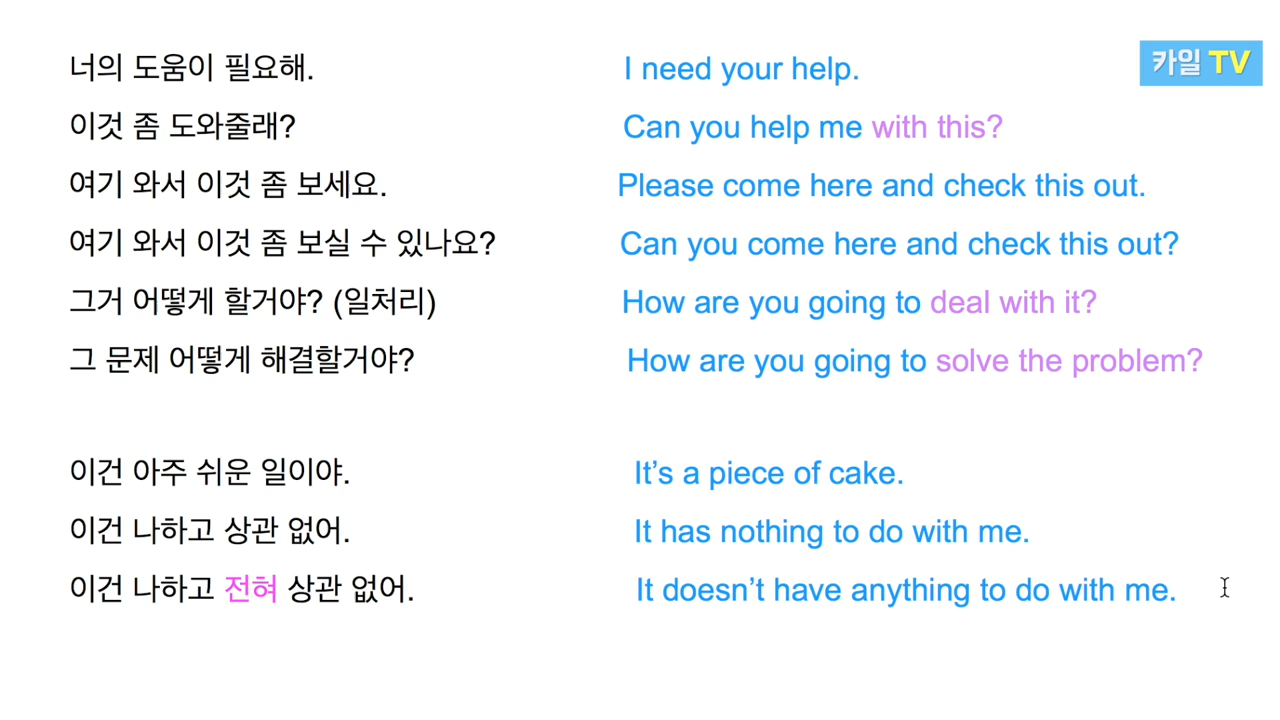 너의 도움이 필요해. I need your help.
카일 TV
이것 좀 도와줄래? Can you help me with this?
여기 와서 이것 좀 보세요. Please come here and check this out.
여기 와서 이것 좀 보실 수 있나요? Can you come here and check this out?
그거 어떻게 할거야? (일처리) How are you going to deal with it?
그 문제 어떻게 해결할거야? How are you going to solve the problem?
이건 아주 쉬운 일이야. It’s a piece of cake.
이건 나하고 상관 없어. It has nothing to do with me.
이건 나하고 전혀 상관 없어. It doesn’t have anything to do with me.